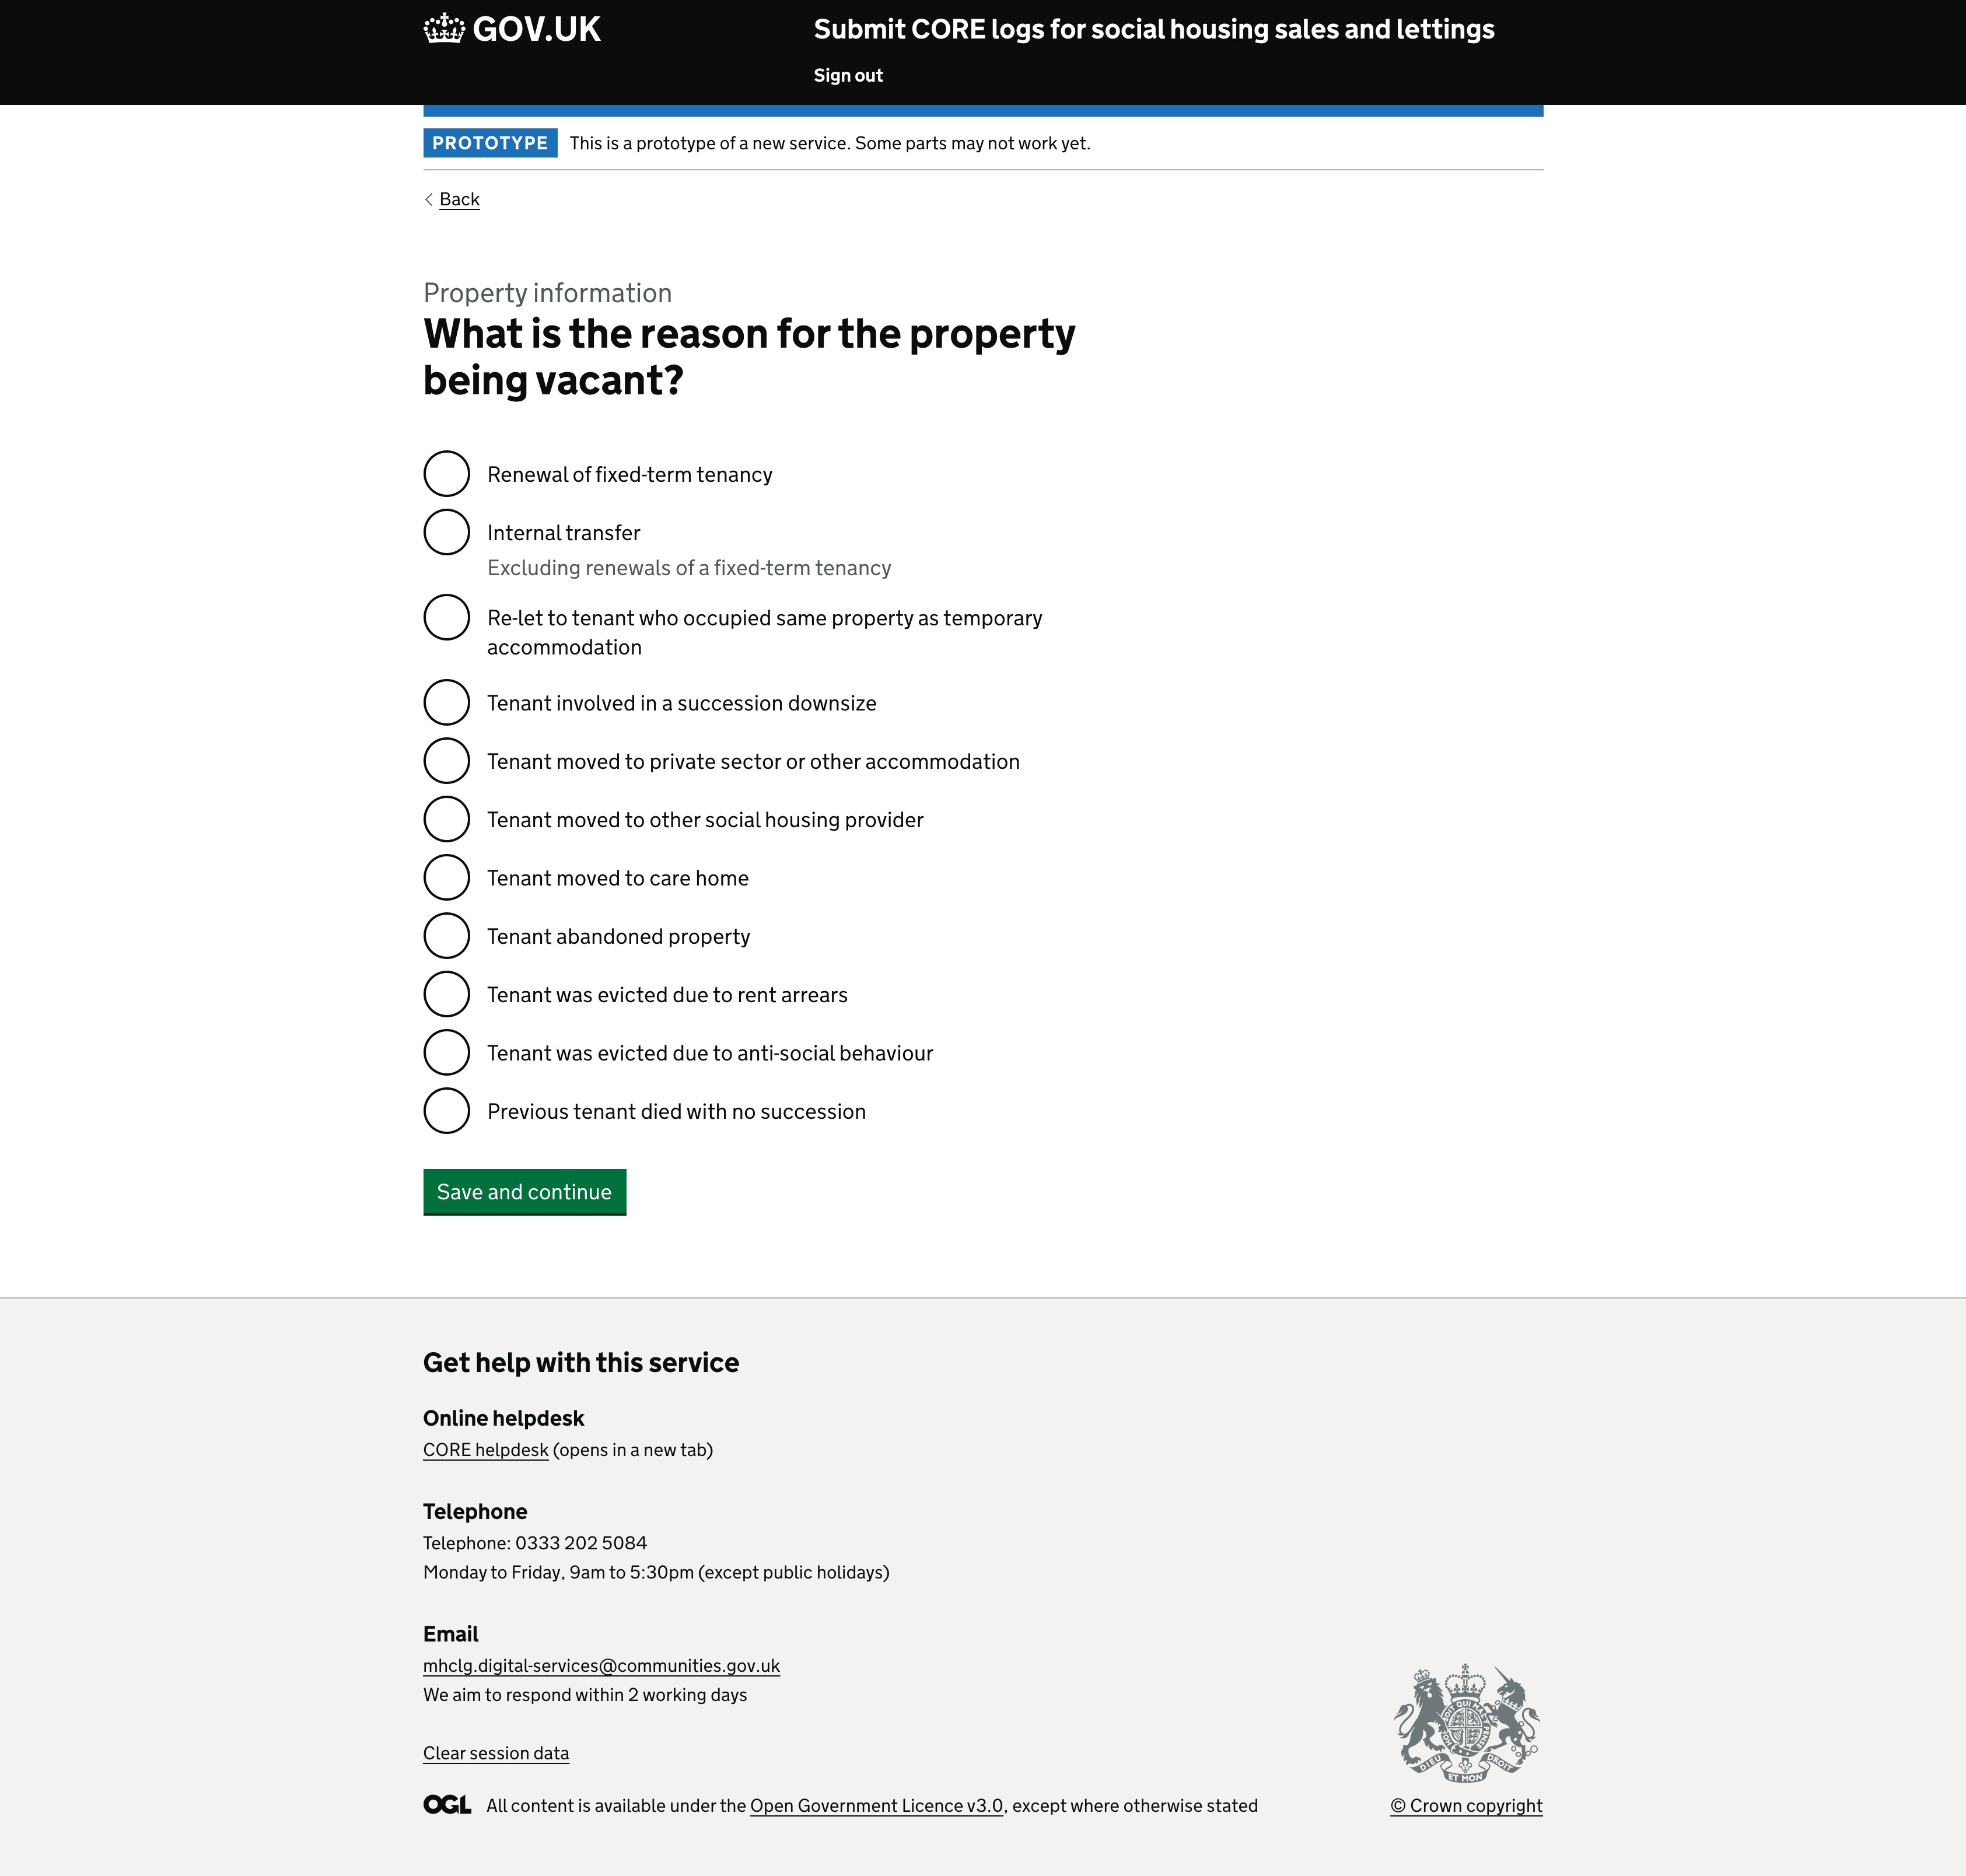 GOV.UK
Submit CORE logs for social housing sales and lettings
Sign out
PROTOTYPE This is a prototype of a new service. Some parts may not work yet.
Back
Property information
What is the reason for the property
being vacant?
Renewal of fixed-term tenancy
Internal transfer
Excluding renewals of a fixed-term tenancy
Re-let to tenant who occupied same property as temporary
accommodation
Tenant involved in a succession downsize
Tenant moved to private sector or other accommodation
Tenant moved to other social housing provider
Tenant moved to care home
Tenant abandoned property
Tenant was evicted due to rent arrears
Tenant was evicted due to anti-social behaviour
Previous tenant died with no succession
Save and continue
Get help with this service
Online helpdesk
CORE helpdesk (opens in a new tab)
Telephone
Telephone: 0333 202 5084
Monday to Friday, 9am to 5:30pm (except public holidays)
Email
mhclg.digital-services@communities.gov.uk
We aim to respond within 2 working days
Clear session data
OGL All content is available under the Open Government Licence v3.0, except where otherwise stated
DIEU ET MON DROIT
© Crown copyright